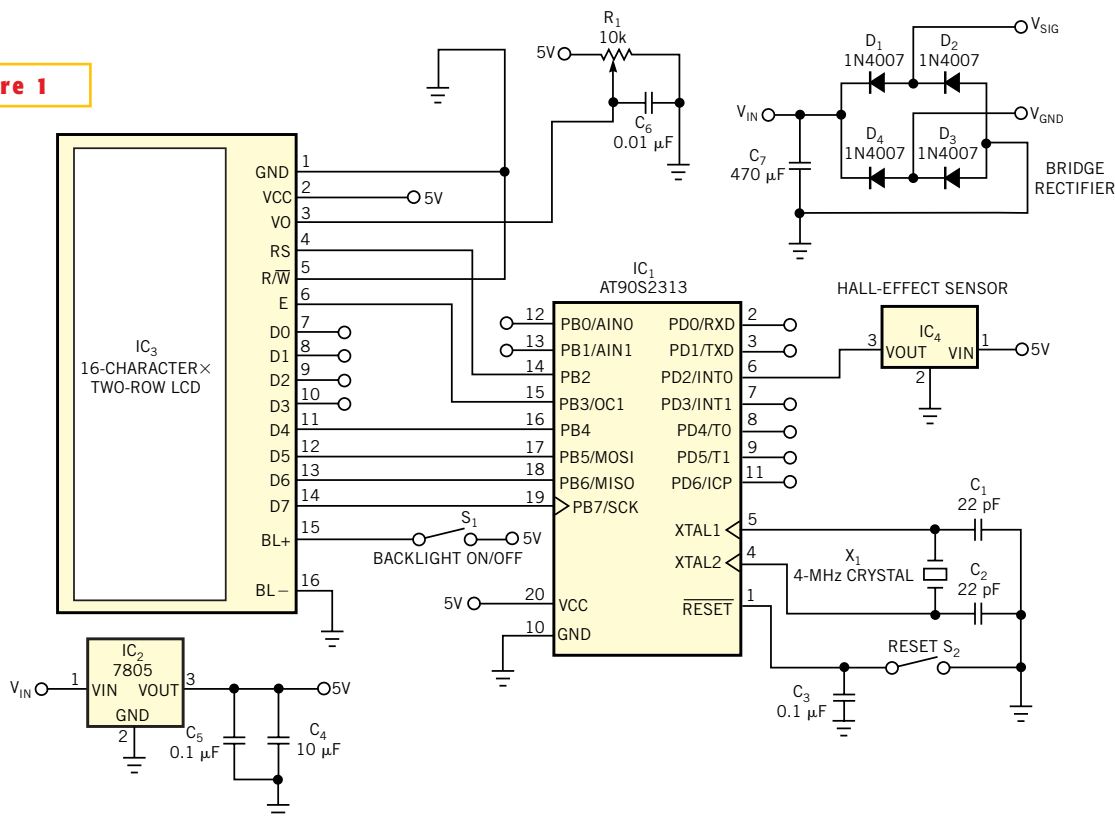 re 1
R1
10k
5V
C6
0.01 µF
D1
1N4007
D2
1N4007
VSIG
VIN
VGND
D4
1N4007
D3
1N4007
C7
470 µF
BRIDGE
RECTIFIER
IC3
16-CHARACTER×
TWO-ROW LCD
GND 1
VCC 2
5V
VO 3
RS 4
R/W̅ 5
E 6
D0 7
D1 8
D2 9
D3 10
D4 11
D5 12
D6 13
D7 14
BL+ 15
BL– 16
S1
5V
BACKLIGHT ON/OFF
IC1
AT90S2313
12 PB0/AIN0
13 PB1/AIN1
14 PB2
15 PB3/OC1
16 PB4
17 PB5/MOSI
18 PB6/MISO
19 PB7/SCK
5V
20 VCC
10 GND
PD0/RXD 2
PD1/TXD 3
PD2/INT0 6
PD3/INT1 7
PD4/T0 8
PD5/T1 9
PD6/ICP 11
XTAL1 5
XTAL2 4
R̅E̅S̅E̅T̅ 1
HALL-EFFECT SENSOR
IC4
3 VOUT VIN 1
5V
2
C1
22 pF
X1
4-MHz CRYSTAL
C2
22 pF
RESET S2
C3
0.1 µF
IC2
7805
VIN 1 VIN VOUT 3
5V
GND
2
C5
0.1 µF
C4
10 µF